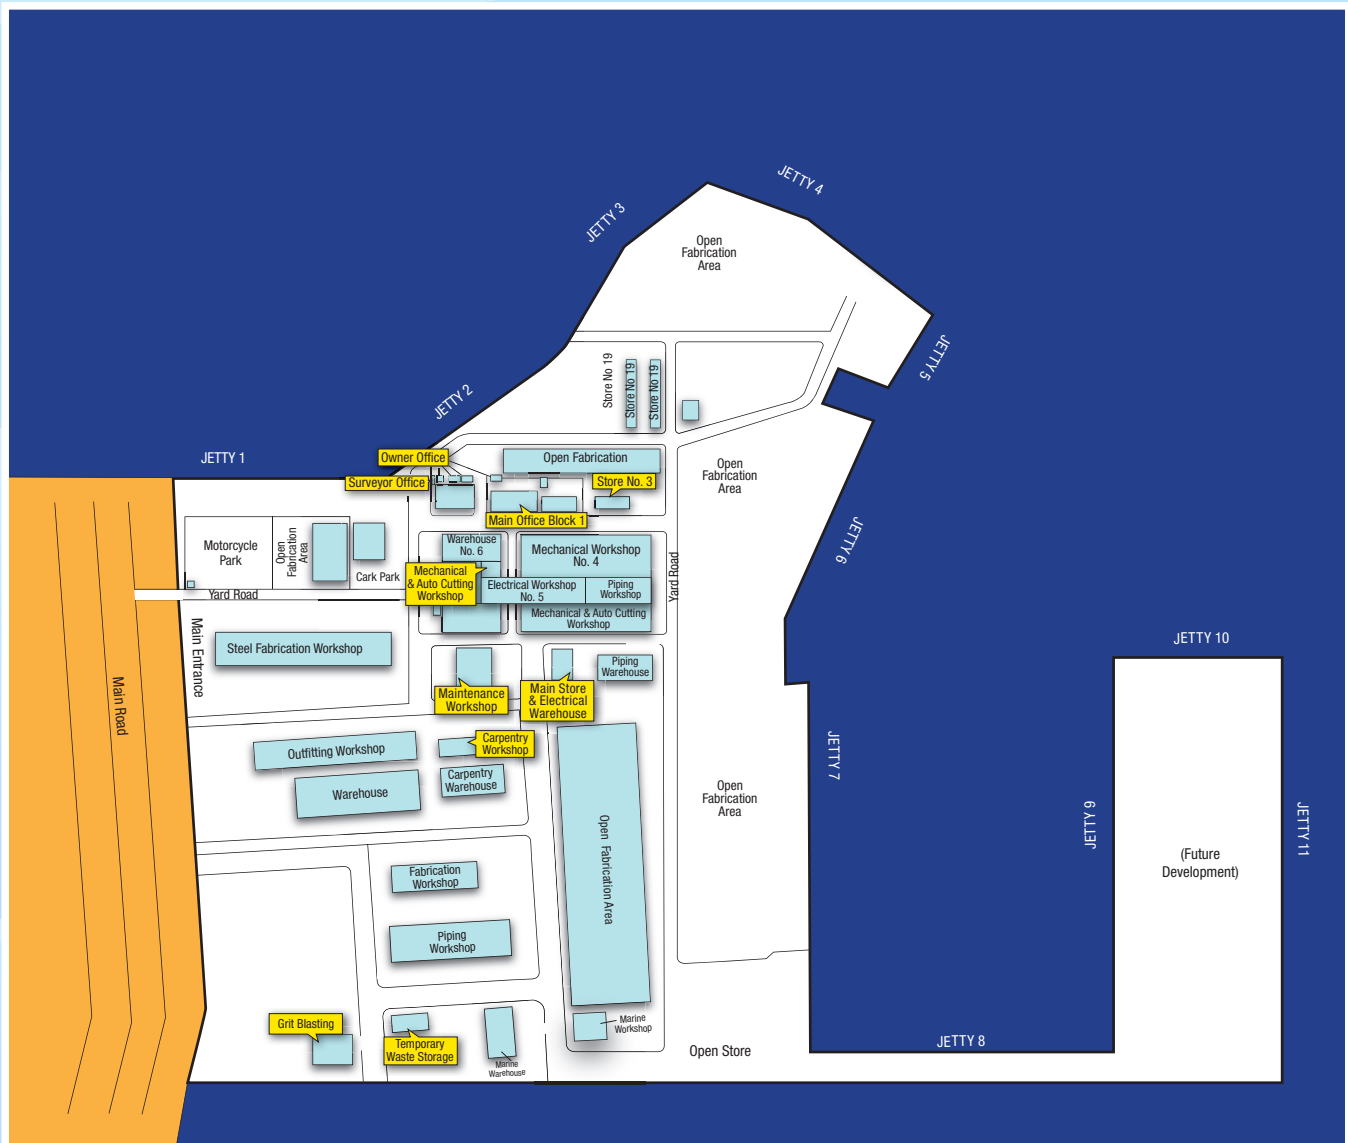 JETTY 4
JETTY 3
Open
Fabrication
Area
JETTY 5
Store No 19
Store No 19
Store No 19
JETTY 2
JETTY 1
Owner Office
Open Fabrication
Surveyor Office
Store No. 3
Open
Fabrication
Area
Main Office Block 1
JETTY 6
Motorcycle
Park
Open
Fabrication
Area
Cark Park
Warehouse
No. 6
Mechanical Workshop
No. 4
Mechanical
& Auto Cutting
Workshop
Electrical Workshop
No. 5
Piping
Workshop
Mechanical & Auto Cutting
Workshop
Yard Road
Yard Road
Main Entrance
Steel Fabrication Workshop
Main Road
Maintenance
Workshop
Main Store
& Electrical
Warehouse
Piping
Warehouse
JETTY 10
Outfitting Workshop
Carpentry
Workshop
Warehouse
Carpentry
Warehouse
JETTY 7
Open
Fabrication
Area
JETTY 9
JETTY 11
(Future
Development)
Open Fabrication Area
Fabrication
Workshop
Piping
Workshop
Grit Blasting
Temporary
Waste Storage
Marine
Warehouse
Marine
Workshop
Open Store
JETTY 8